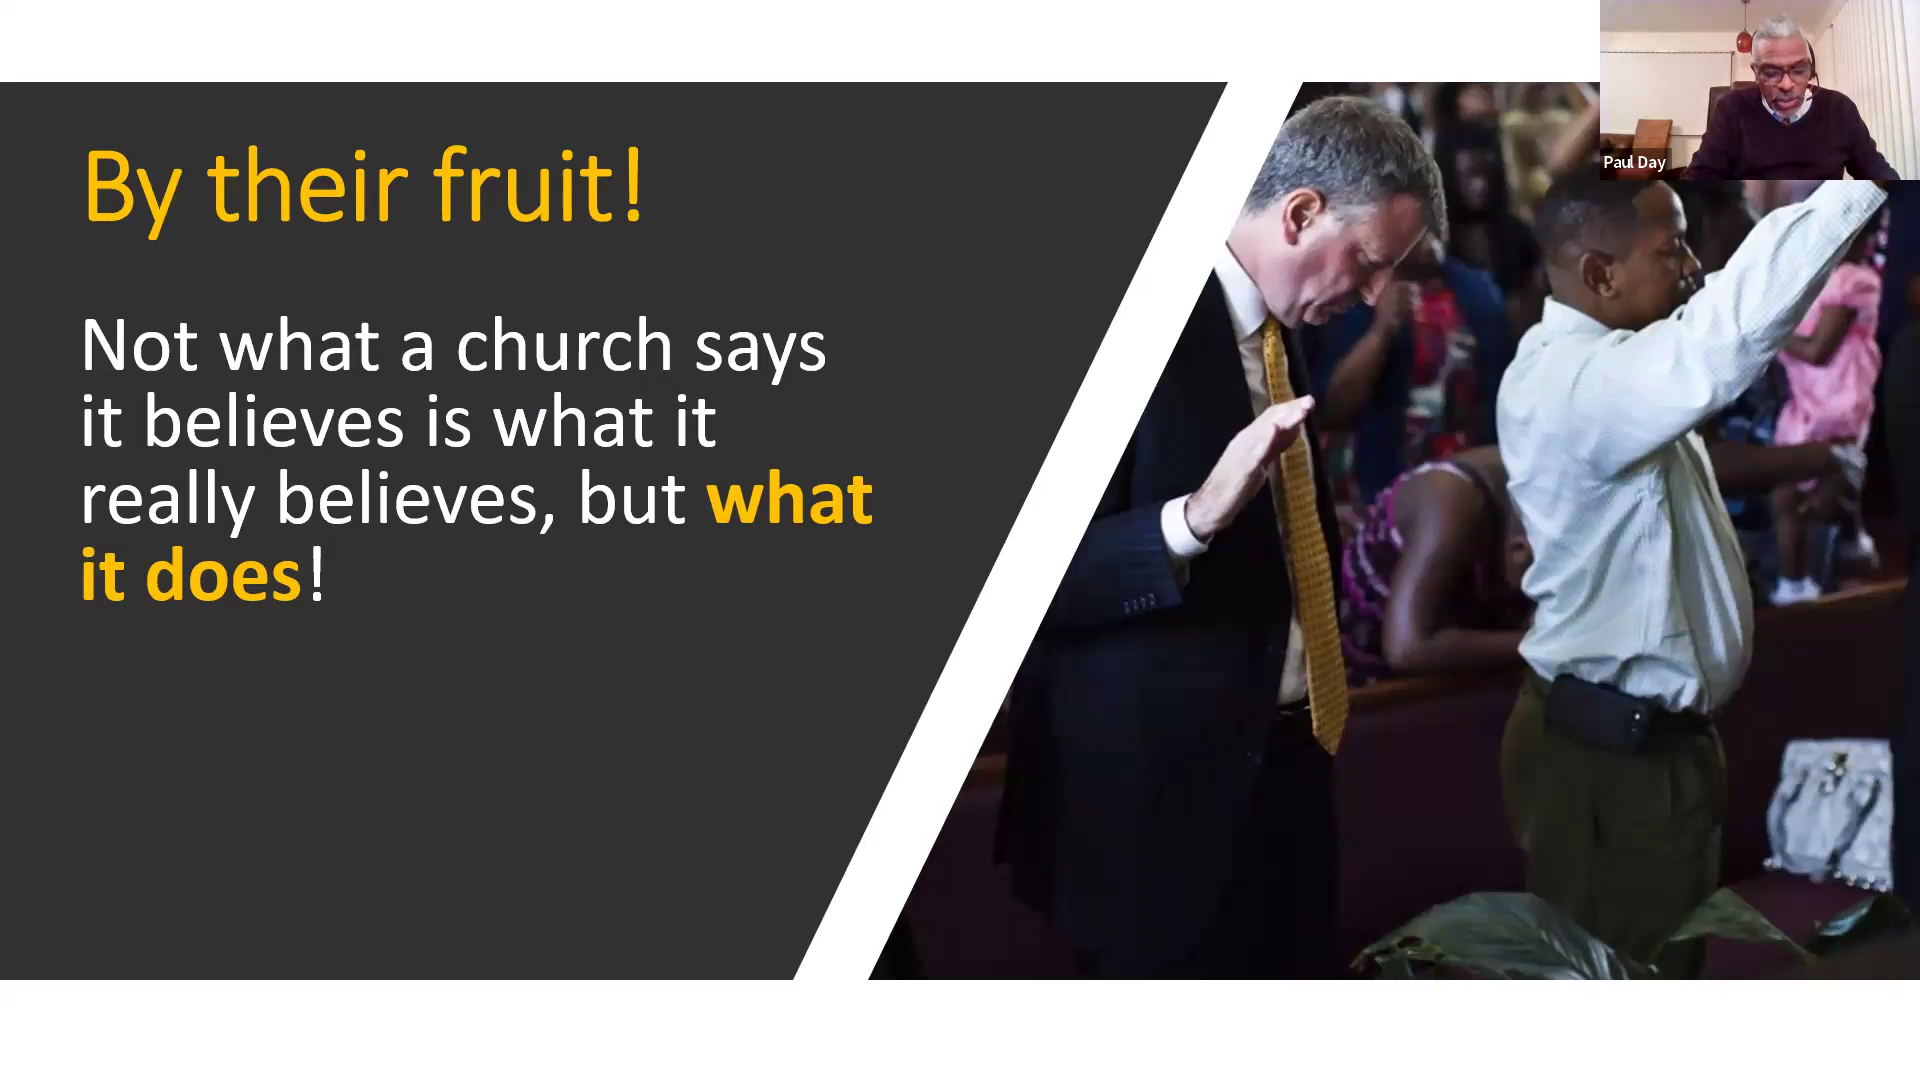 By their fruit!
Not what a church says
it believes is what it
really believes, but what
it does!
Paul Day